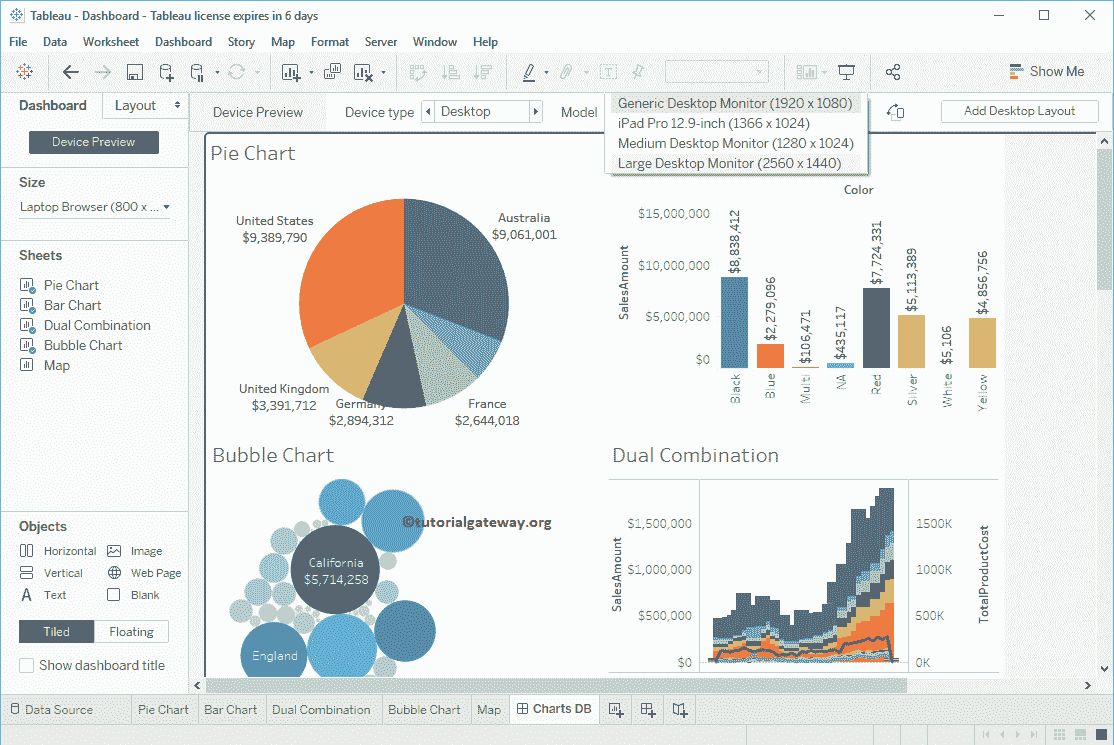 Tableau - Dashboard - Tableau license expires in 6 days
File Data Worksheet Dashboard Story Map Format Server Window Help
Show Me
Dashboard Layout
Device Preview Device type Desktop Model
Generic Desktop Monitor (1920 x 1080)
iPad Pro 12.9-inch (1366 x 1024)
Medium Desktop Monitor (1280 x 1024)
Large Desktop Monitor (2560 x 1440)
Add Desktop Layout
Device Preview
Size
Laptop Browser (800 x ...
Sheets
Pie Chart
Bar Chart
Dual Combination
Bubble Chart
Map
Objects
Horizontal Image
Vertical Web Page
Text Blank
Tiled Floating
Show dashboard title
Pie Chart
United States
$9,389,790
Australia
$9,061,001
United Kingdom
$3,391,712
Germany
$2,894,312
France
$2,644,018
Color
SalesAmount
$15,000,000
$10,000,000
$5,000,000
$0
$8,838,412
$2,279,096
$106,471
$435,117
$7,724,331
$5,113,389
$5,106
$4,856,756
Black
Blue
Multi
NA
Red
Silver
White
Yellow
Bubble Chart
©tutorialgateway.org
California
$5,714,258
England
Dual Combination
SalesAmount
$1,500,000
$1,000,000
$500,000
$0
1500K
1000K
500K
0K
TotalProductCost
Data Source Pie Chart Bar Chart Dual Combination Bubble Chart Map Charts DB